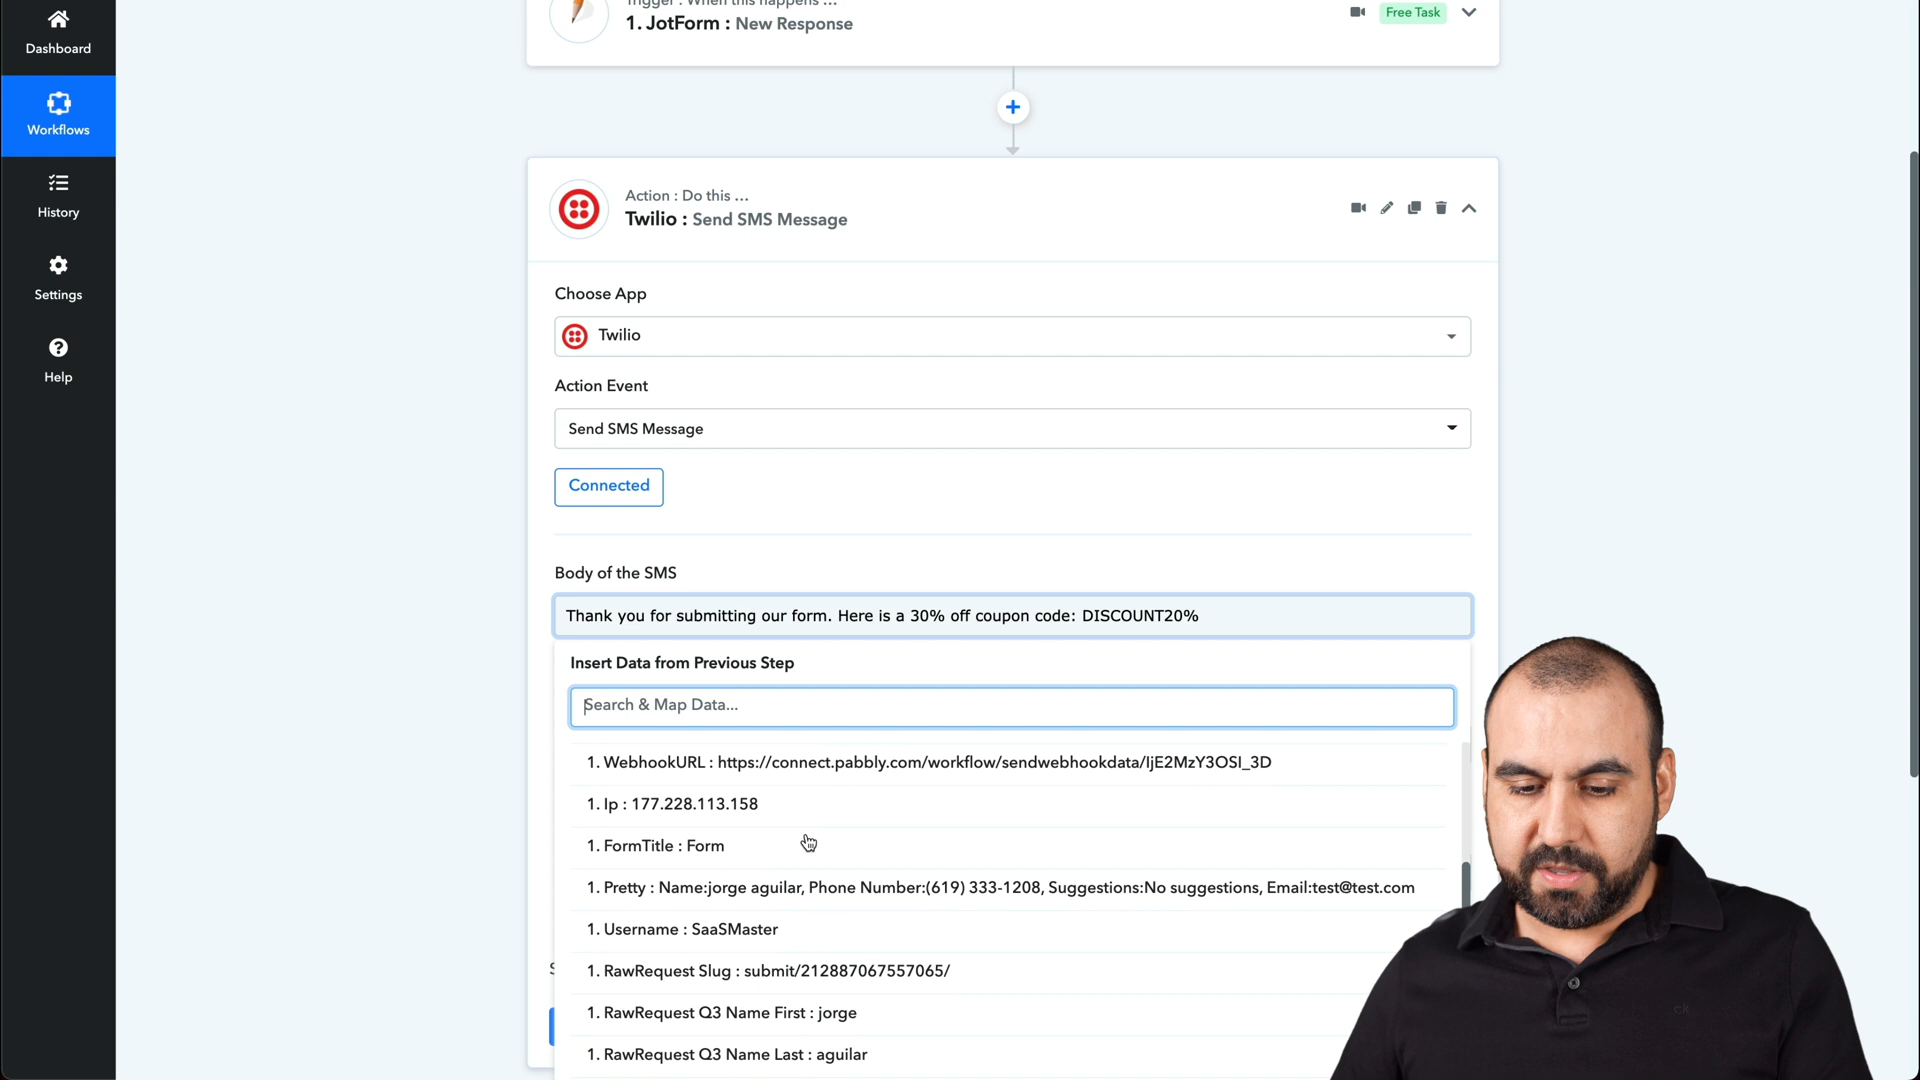 Dashboard
Workflows
History
Settings
Help
Trigger : When this happens ...
1. JotForm : New Response
Free Task
Action : Do this ...
Twilio : Send SMS Message
Choose App
Twilio
Action Event
Send SMS Message
Connected
Body of the SMS
Thank you for submitting our form. Here is a 30% off coupon code: DISCOUNT20%
Insert Data from Previous Step
Search & Map Data...
1. WebhookURL : https://connect.pabbly.com/workflow/sendwebhookdata/IjE2MzY3OSI_3D
1. Ip : 177.228.113.158
1. FormTitle : Form
1. Pretty : Name:jorge aguilar, Phone Number:(619) 333-1208, Suggestions:No suggestions, Email:test@test.com
1. Username : SaaSMaster
1. RawRequest Slug : submit/212887067557065/
1. RawRequest Q3 Name First : jorge
1. RawRequest Q3 Name Last : aguilar